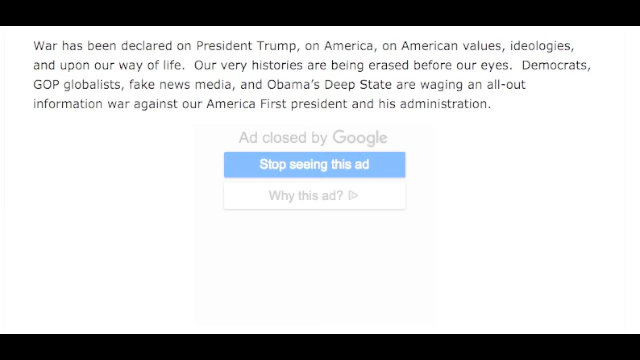 War has been declared on President Trump, on America, on American values, ideologies,
and upon our way of life.  Our very histories are being erased before our eyes.  Democrats,
GOP globalists, fake news media, and Obama's Deep State are waging an all-out
information war against our America First president and his administration.
Ad closed by Google
Stop seeing this ad
Why this ad?